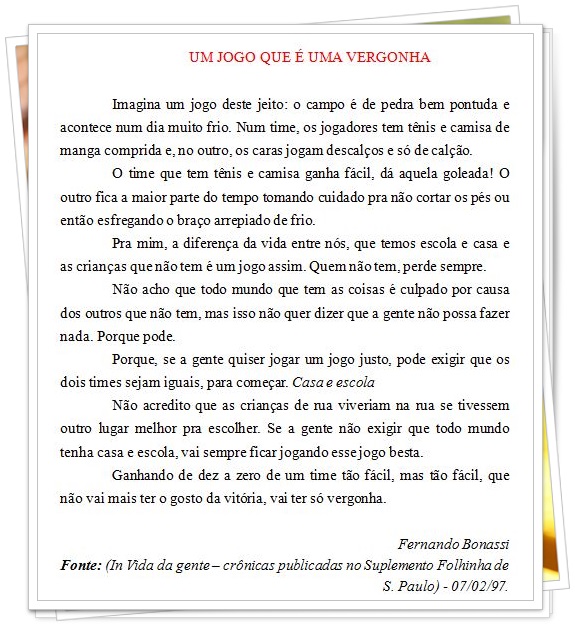 UM JOGO QUE É UMA VERGONHA
Imagina um jogo deste jeito: o campo é de pedra bem pontuda e
acontece num dia muito frio. Num time, os jogadores tem tênis e camisa de
manga comprida e, no outro, os caras jogam descalços e só de calção.
O time que tem tênis e camisa ganha fácil, dá aquela goleada! O
outro fica a maior parte do tempo tomando cuidado pra não cortar os pés ou
então esfregando o braço arrepiado de frio.
Pra mim, a diferença da vida entre nós, que temos escola e casa e
as crianças que não tem é um jogo assim. Quem não tem, perde sempre.
Não acho que todo mundo que tem as coisas é culpado por causa
dos outros que não tem, mas isso não quer dizer que a gente não possa fazer
nada. Porque pode.
Porque, se a gente quiser jogar um jogo justo, pode exigir que os
dois times sejam iguais, para começar. Casa e escola
Não acredito que as crianças de rua viveriam na rua se tivessem
outro lugar melhor pra escolher. Se a gente não exigir que todo mundo
tenha casa e escola, vai sempre ficar jogando esse jogo besta.
Ganhando de dez a zero de um time tão fácil, mas tão fácil, que
não vai mais ter o gosto da vitória, vai ter só vergonha.
Fernando Bonassi
Fonte: (In Vida da gente – crônicas publicadas no Suplemento Folhinha de
S. Paulo) - 07/02/97.